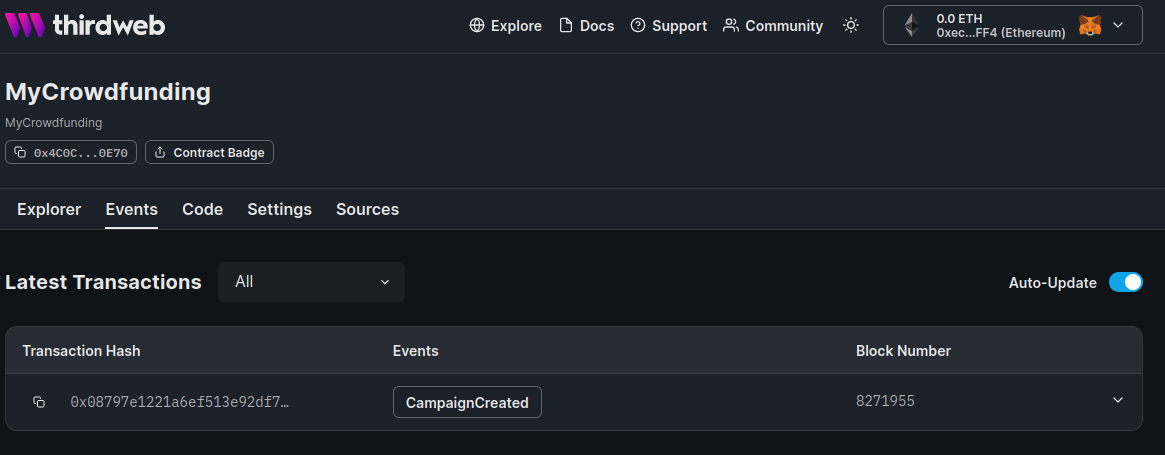 thirdweb
Explore Docs Support Community
0.0 ETH
0xec...FF4 (Ethereum)
MyCrowdfunding
MyCrowdfunding
0x4C0C...0E70 Contract Badge
Explorer Events Code Settings Sources
Latest Transactions All Auto-Update
Transaction Hash Events Block Number
0x08797e1221a6ef513e92df7… CampaignCreated 8271955